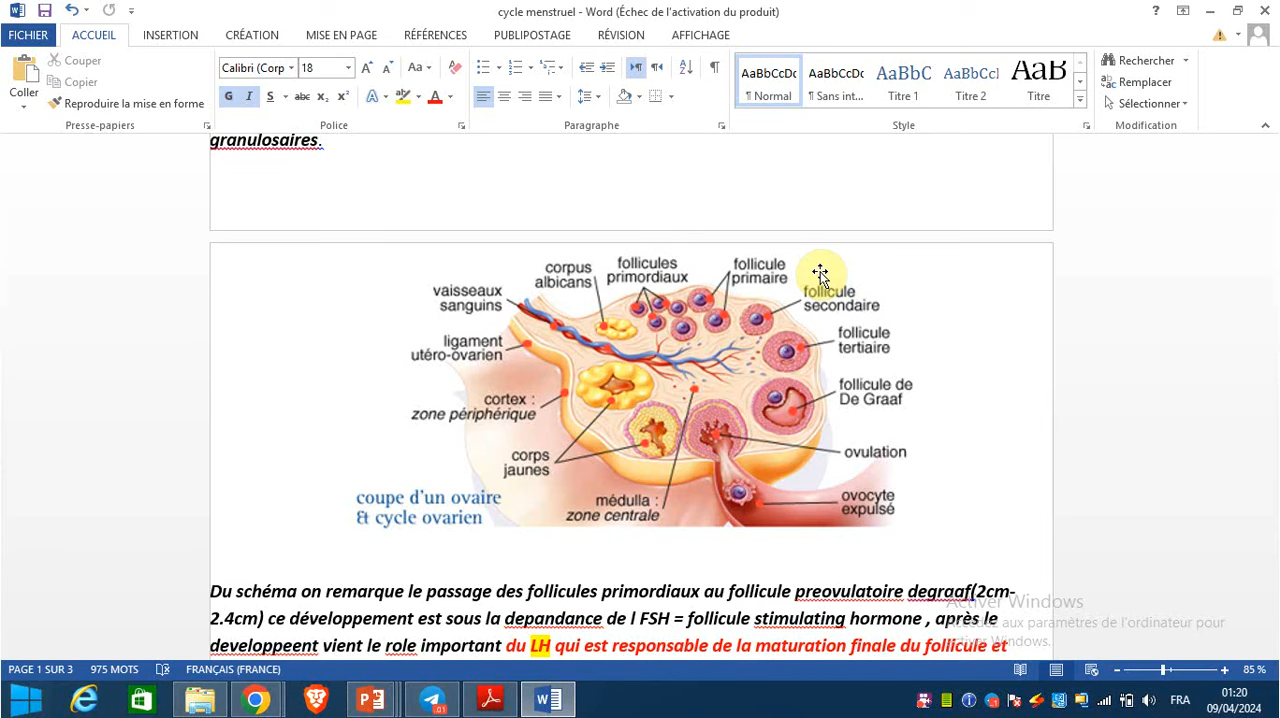 cycle menstruel - Word (Échec de l'activation du produit)
FICHIER ACCUEIL INSERTION CRÉATION MISE EN PAGE RÉFÉRENCES PUBLIPOSTAGE RÉVISION AFFICHAGE
Couper
Copier
Reproduire la mise en forme
Coller
Calibri (Corp 18
Aa
G I S abc x₂ x²
AaBbCcDc AaBbCcDc AaBbC AaBbCcI AaB
¶ Normal ¶ Sans int... Titre 1 Titre 2 Titre
Rechercher
Remplacer
Sélectionner
Presse-papiers Police Paragraphe Style Modification
granulosaires.
corpus
albicans
follicules
primordiaux
follicule
primaire
vaisseaux
sanguins
follicule
secondaire
ligament
utéro-ovarien
follicule
tertiaire
cortex :
zone périphérique
follicule de
De Graaf
corps
jaunes
ovulation
médulla :
zone centrale
ovocyte
expulsé
coupe d'un ovaire
& cycle ovarien
Du schéma on remarque le passage des follicules primordiaux au follicule preovulatoire degraaf(2cm-
2.4cm) ce développement est sous la depandance de l FSH = follicule stimulating hormone , après le
developpeent vient le role important du LH qui est responsable de la maturation finale du follicule et
Activer Windows
Accédez aux paramètres de l'ordinateur pour
activer Windows.
PAGE 1 SUR 3 975 MOTS FRANÇAIS (FRANCE) 85 %
FRA
01:20
09/04/2024